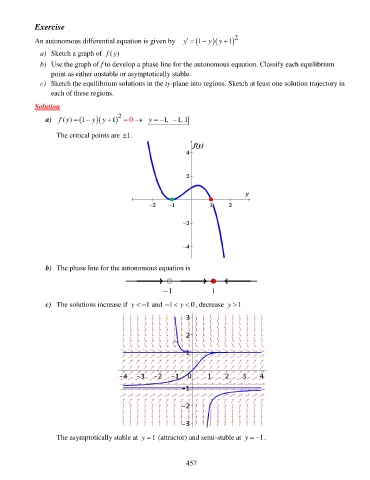 Exercise
An autonomous differential equation is given by y′ = (1 − y)(y + 1)²
a) Sketch a graph of f(y)
b) Use the graph of f to develop a phase line for the autonomous equation. Classify each equilibrium
point as either unstable or asymptotically stable.
c) Sketch the equilibrium solutions in the ty-plane into regions. Sketch at least one solution trajectory in
each of these regions.
Solution
a) f(y) = (1 − y)(y + 1)² = 0 → y = −1, −1, 1
The critical points are ±1.
f(y)
4
2
y
−2 −1 1 2
−2
−4
b) The phase line for the autonomous equation is
−1 1
c) The solutions increase if y < −1 and −1 < y < 0, decrease y > 1
3
2
1
−4 −3 −2 −1 0 1 2 3 4
−1
−2
−3
The asymptotically stable at y = 1 (attractor) and semi-stable at y = −1.
457